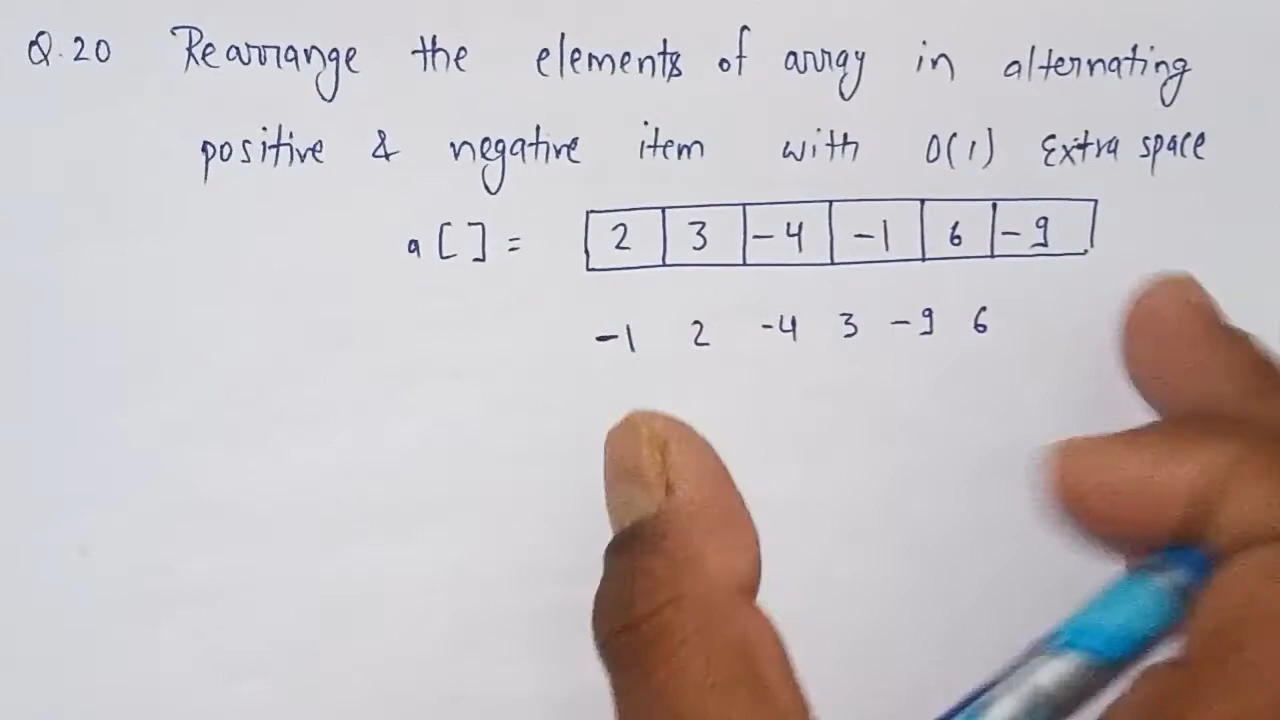 Q.20 Rearrange the elements of array in alternating
positive & negative item with O(1) Extra space
a[] = 2 3 -4 -1 6 -9
-1 2 -4 3 -9 6